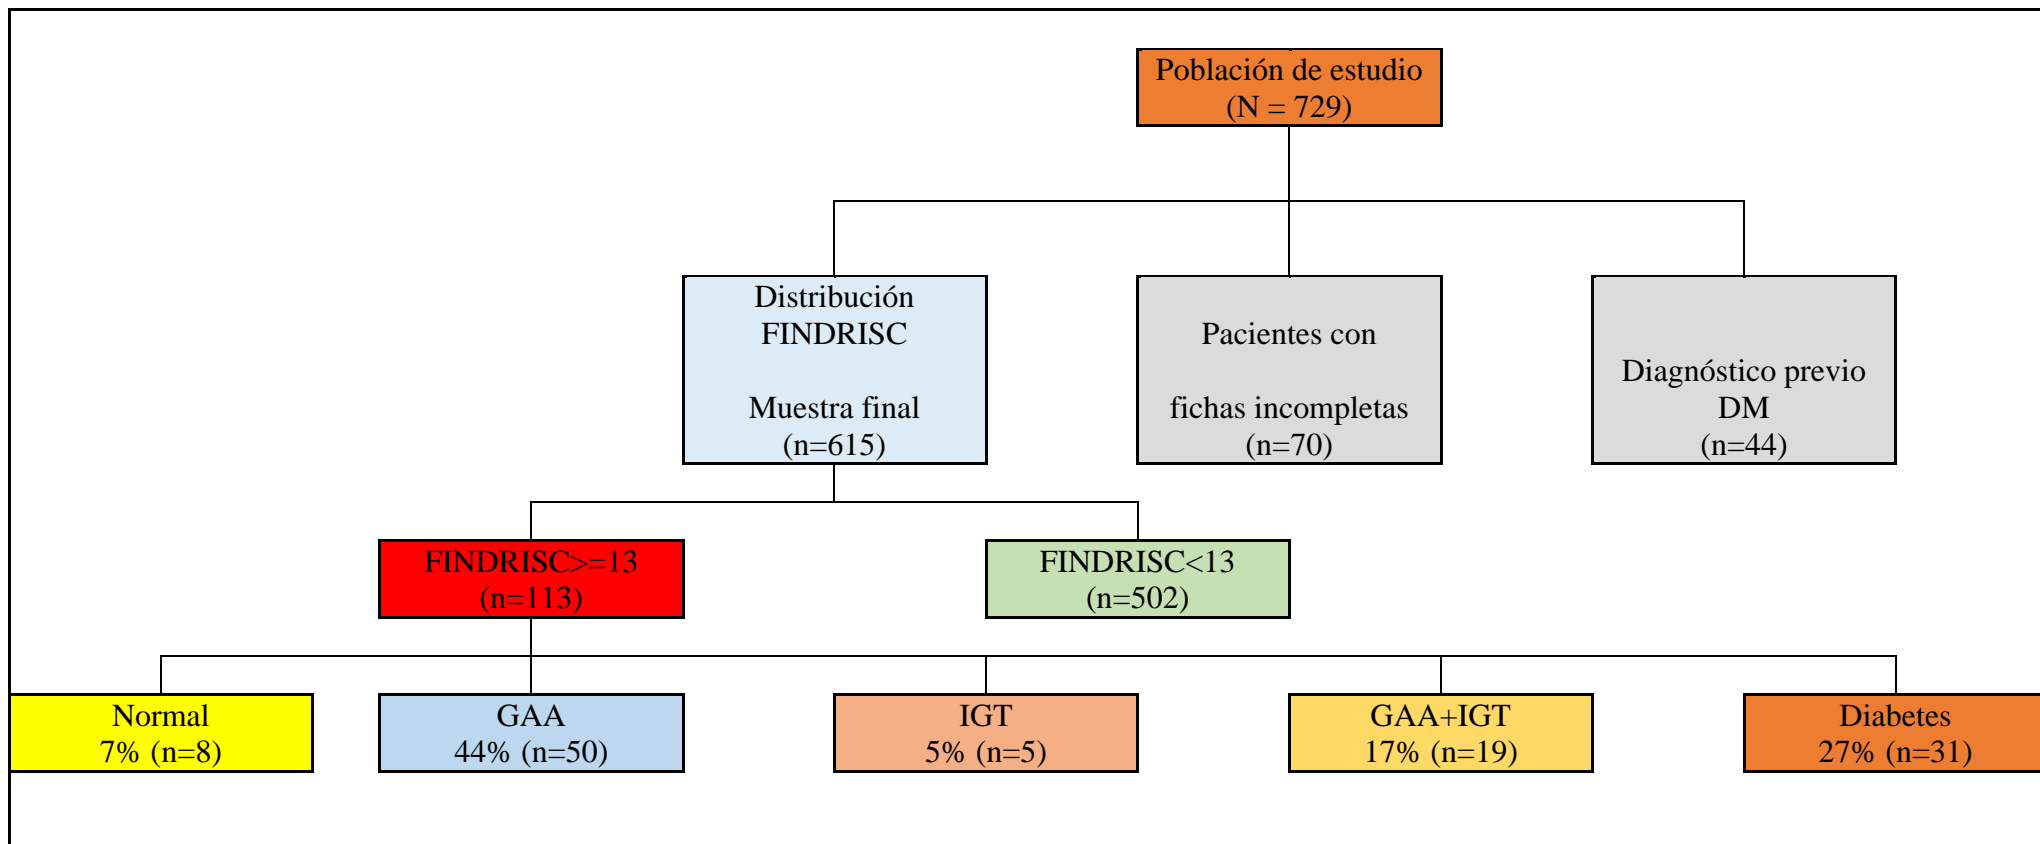 Población de estudio
(N = 729)
Distribución
FINDRISC
Muestra final
(n=615)
Pacientes con
fichas incompletas
(n=70)
Diagnóstico previo
DM
(n=44)
FINDRISC>=13
(n=113)
FINDRISC<13
(n=502)
Normal
7% (n=8)
GAA
44% (n=50)
IGT
5% (n=5)
GAA+IGT
17% (n=19)
Diabetes
27% (n=31)